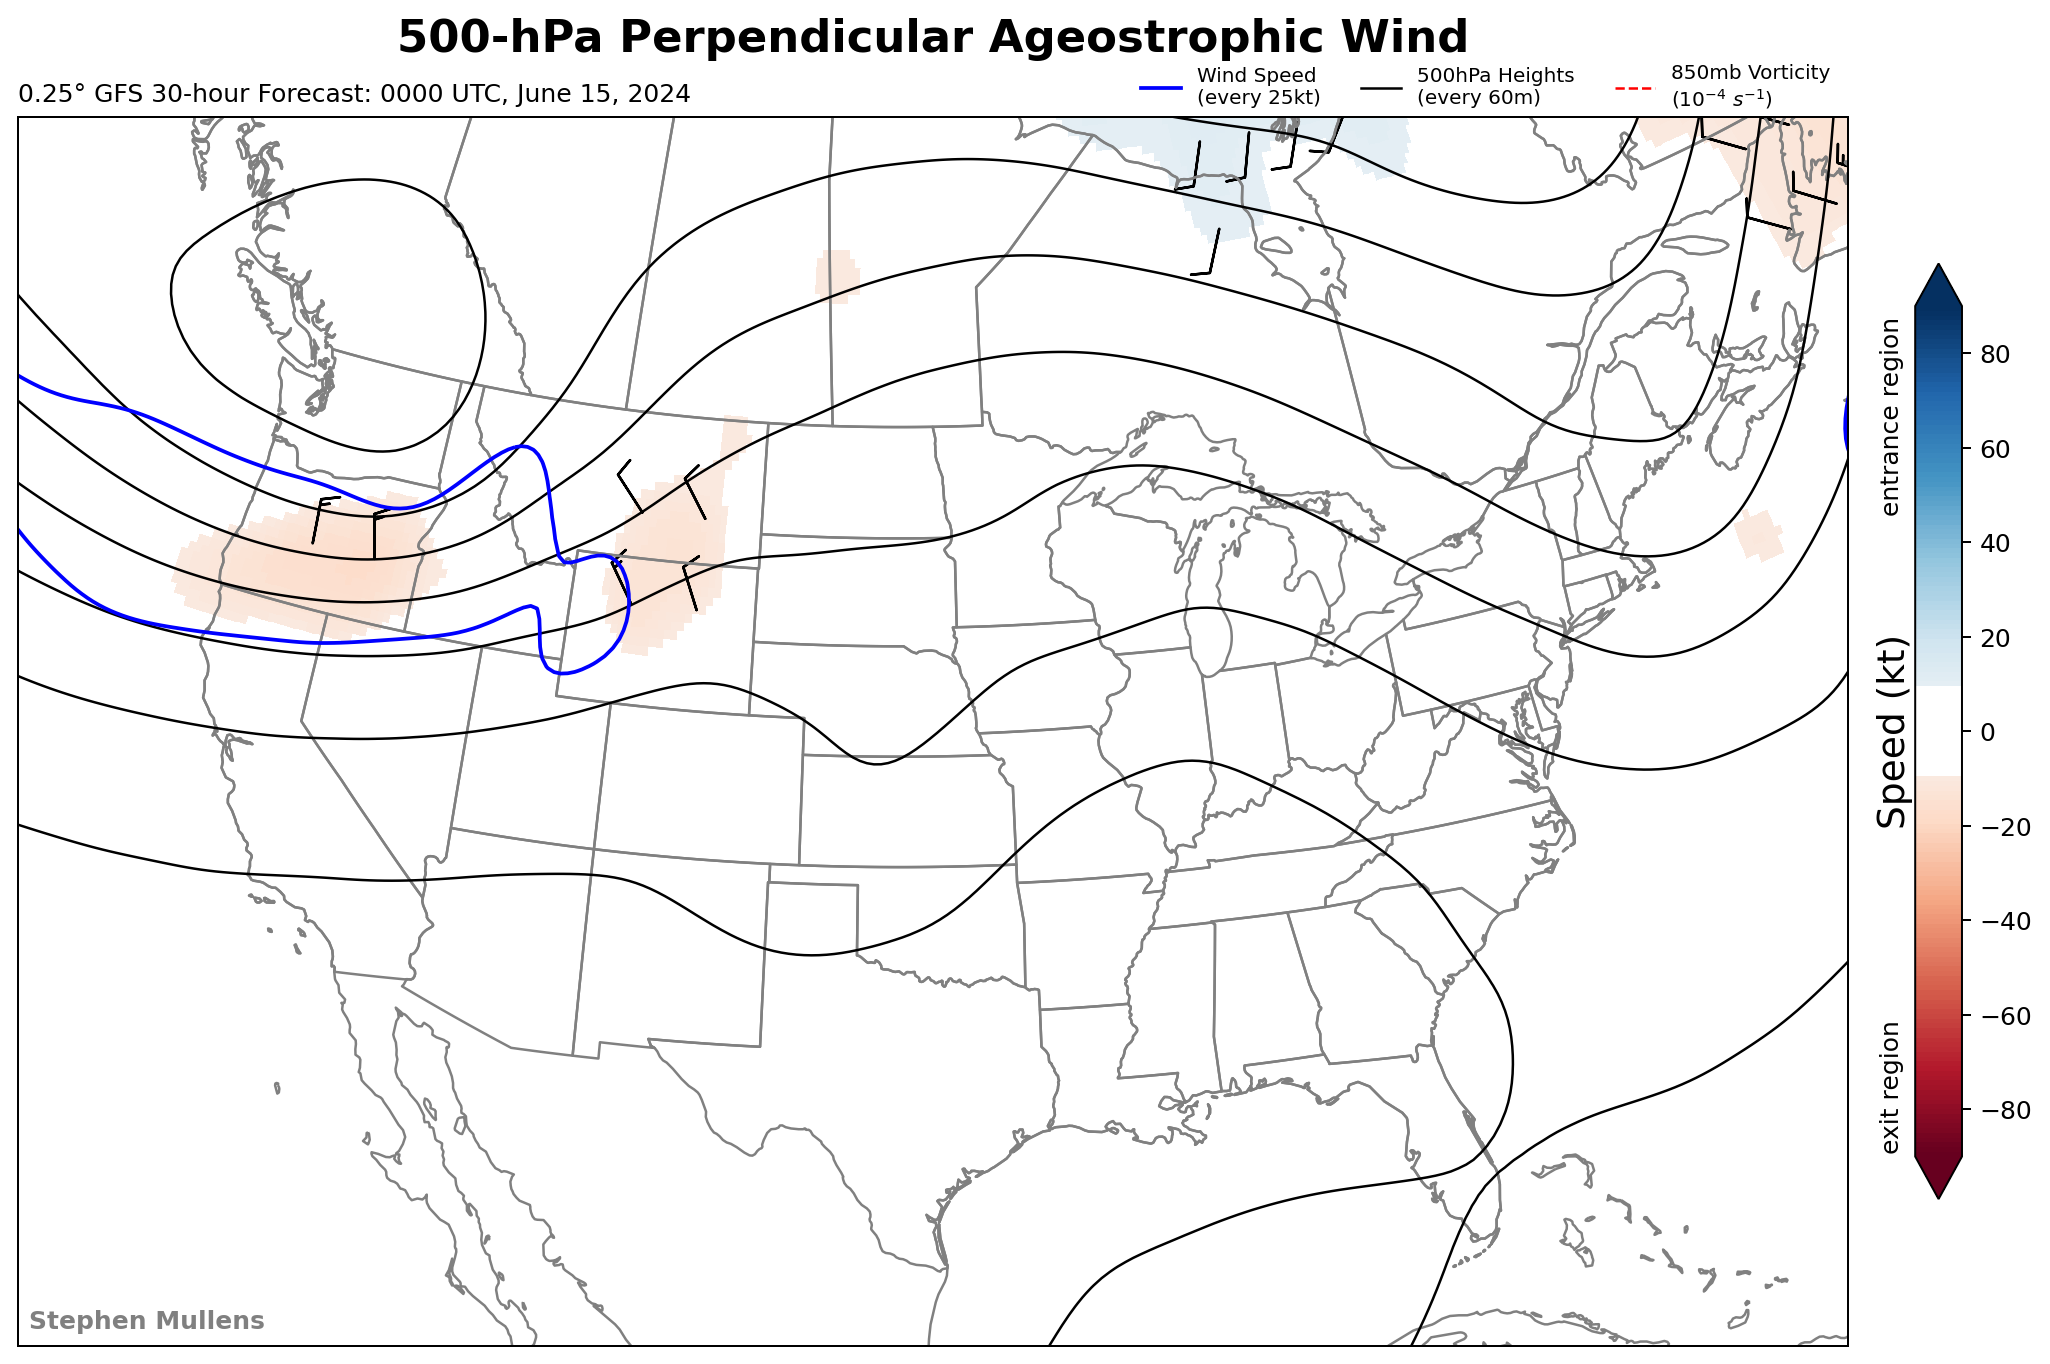 500-hPa Perpendicular Ageostrophic Wind
0.25° GFS 30-hour Forecast: 0000 UTC, June 15, 2024
Wind Speed
(every 25kt)
500hPa Heights
(every 60m)
850mb Vorticity
(10⁻⁴ s⁻¹)
entrance region
Speed (kt)
exit region
80
60
40
20
0
−20
−40
−60
−80
Stephen Mullens